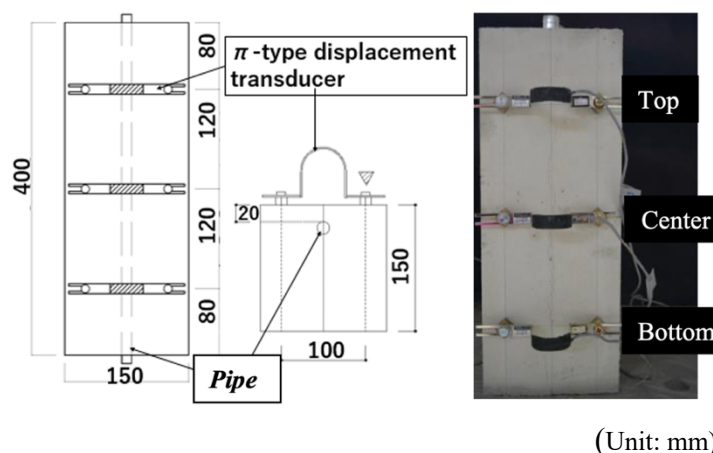 80
π-type displacement
transducer
120
400
120
80
150
20
150
100
Pipe
Top
Center
Bottom
(Unit: mm)